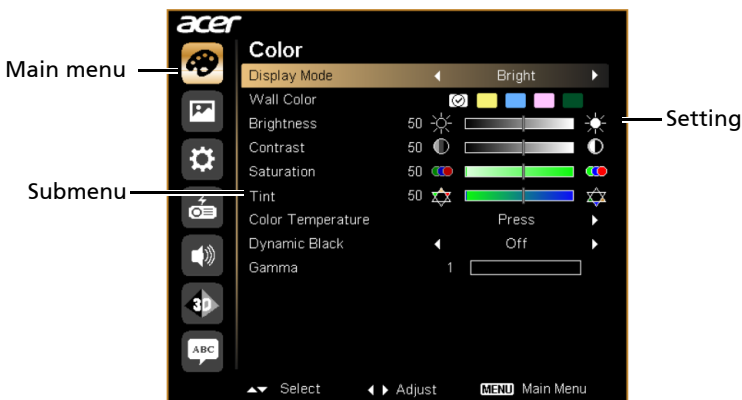 acer
Color
Main menu
Display Mode Bright
Wall Color
Brightness 50
Setting
Contrast 50
Saturation 50
Submenu
Tint 50
Color Temperature Press
Dynamic Black Off
Gamma 1
3D
ABC
Select Adjust MENU Main Menu